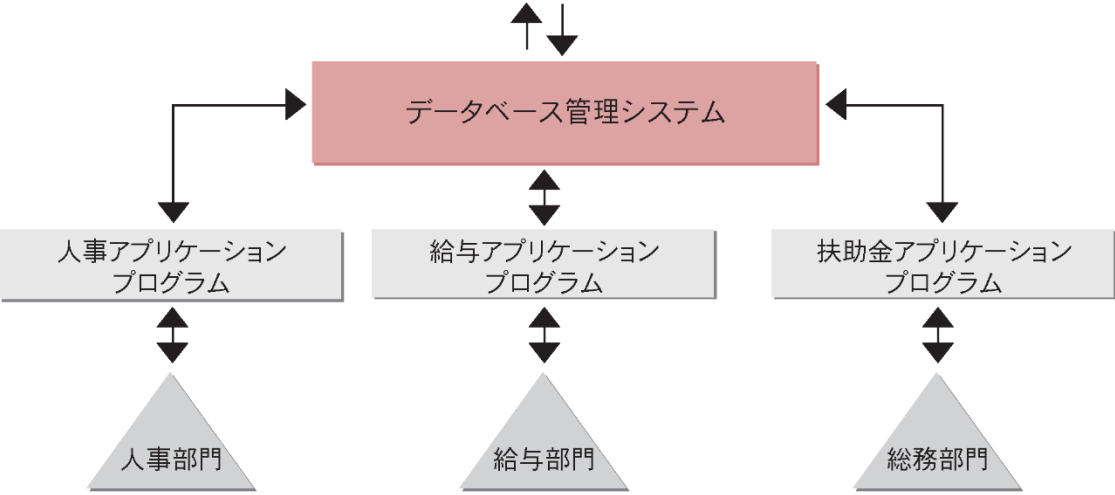 データベース管理システム
人事アプリケーション
プログラム
給与アプリケーション
プログラム
扶助金アプリケーション
プログラム
人事部門
給与部門
総務部門